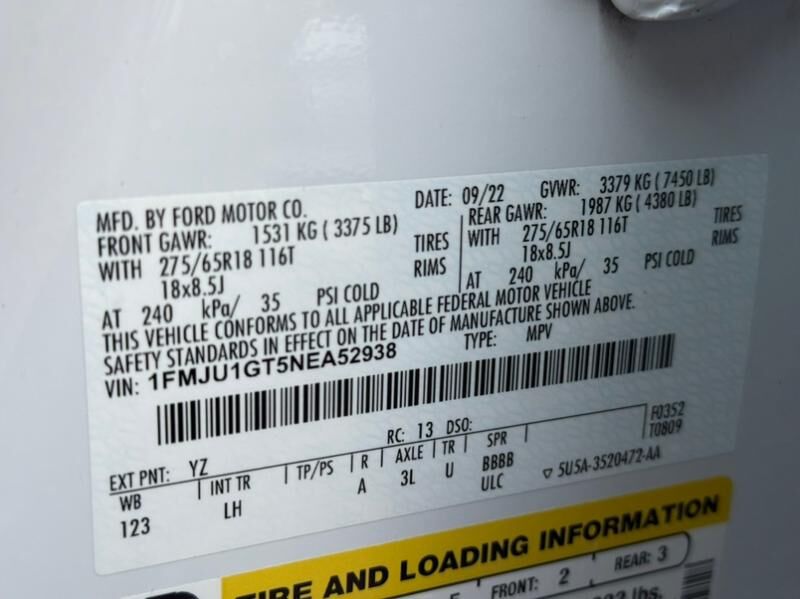 MFD. BY FORD MOTOR CO. DATE: 09/22 GVWR: 3379 KG ( 7450 LB)
FRONT GAWR: 1531 KG ( 3375 LB) REAR GAWR: 1987 KG ( 4380 LB)
WITH 275/65R18 116T TIRES WITH 275/65R18 116T TIRES
18x8.5J RIMS 18x8.5J RIMS
AT 240 kPa/ 35 PSI COLD AT 240 kPa/ 35 PSI COLD
THIS VEHICLE CONFORMS TO ALL APPLICABLE FEDERAL MOTOR VEHICLE
SAFETY STANDARDS IN EFFECT ON THE DATE OF MANUFACTURE SHOWN ABOVE.
VIN: 1FMJU1GT5NEA52938 TYPE: MPV
F0352
T0809
EXT PNT: YZ RC: 13 DSO:
WB INT TR TP/PS R AXLE TR SPR
123 LH A 3L U BBBB
ULC ▽ 5U5A-3520472-AA
TIRE AND LOADING INFORMATION
FRONT: 2 REAR: 3
lbs.